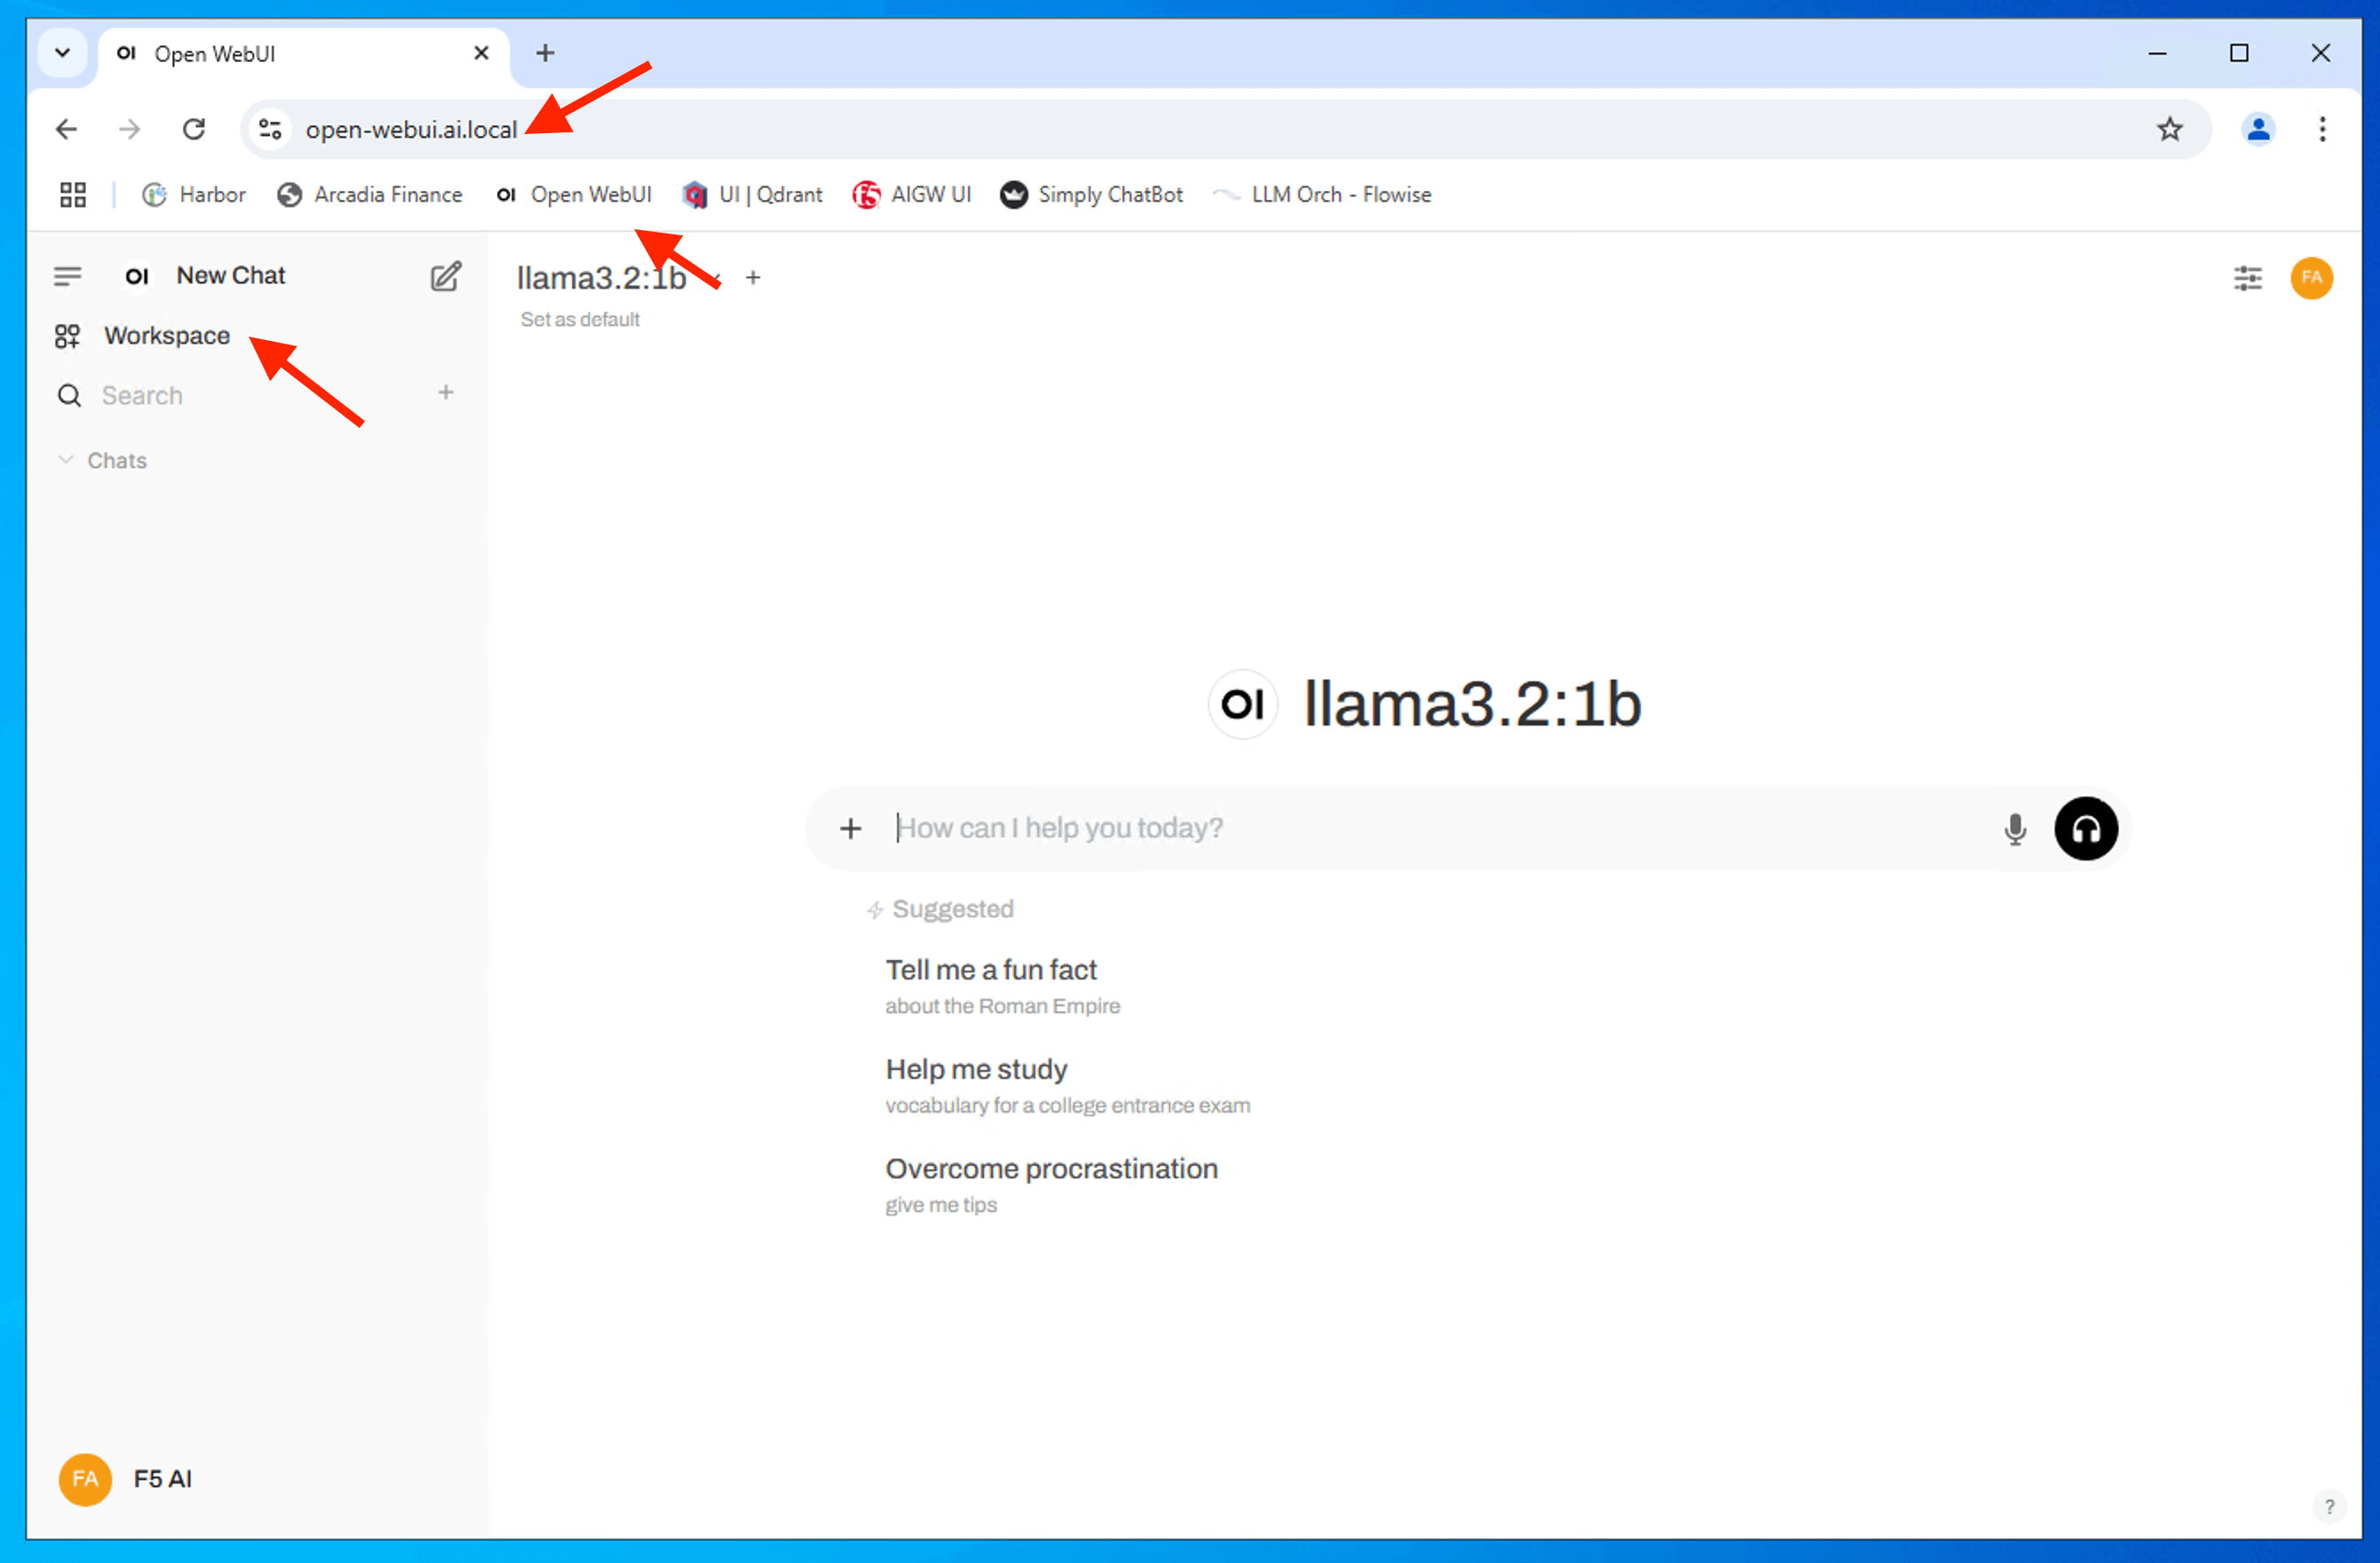 OI Open WebUI
open-webui.ai.local
Harbor Arcadia Finance OI Open WebUI UI | Qdrant f5 AIGW UI Simply ChatBot LLM Orch - Flowise
OI New Chat
llama3.2:1b
FA
Set as default
Workspace
Search
Chats
OI llama3.2:1b
How can I help you today?
Suggested
Tell me a fun fact
about the Roman Empire
Help me study
vocabulary for a college entrance exam
Overcome procrastination
give me tips
FA F5 AI
?